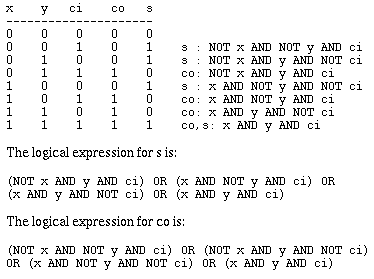 x y ci co s
0 0 0 0 0
0 0 1 0 1 s : NOT x AND NOT y AND ci
0 1 0 0 1 s : NOT x AND y AND NOT ci
0 1 1 1 0 co: NOT x AND y AND ci
1 0 0 0 1 s : x AND NOT y AND NOT ci
1 0 1 1 0 co: x AND NOT y AND ci
1 1 0 1 0 co: x AND y AND NOT ci
1 1 1 1 1 co,s: x AND y AND ci
The logical expression for s is:
(NOT x AND y AND ci) OR (x AND NOT y AND ci) OR
(x AND y AND NOT ci) OR (x AND y AND ci)
The logical expression for co is:
(NOT x AND NOT y AND ci) OR (NOT x AND y AND NOT ci)
OR (x AND NOT y AND NOT ci) OR (x AND y AND ci)